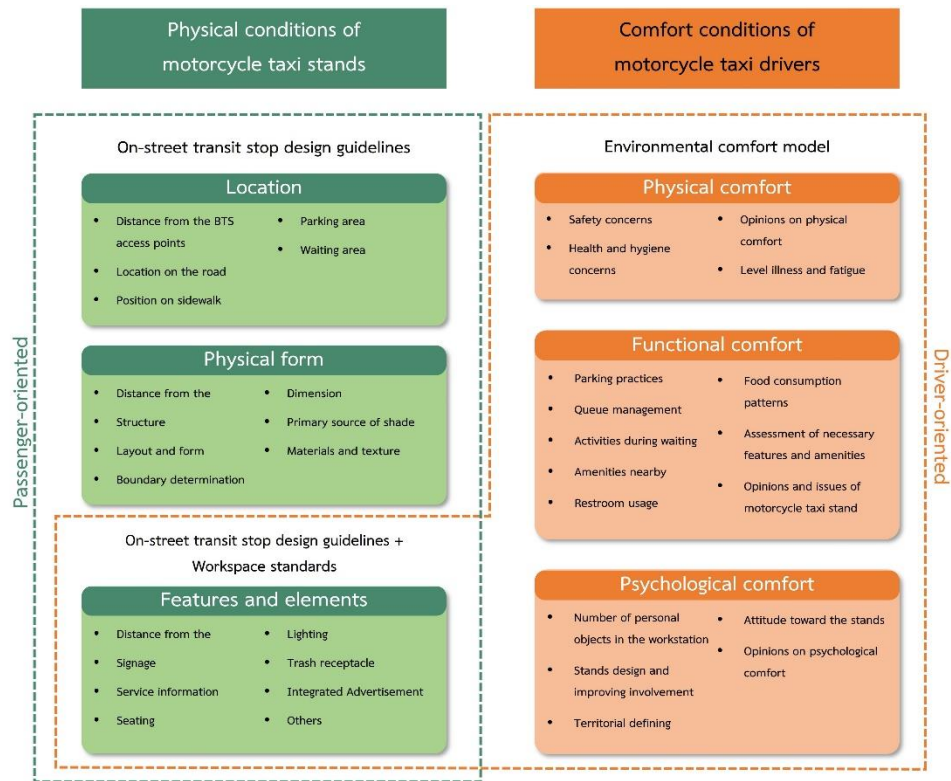 Physical conditions of
motorcycle taxi stands
Comfort conditions of
motorcycle taxi drivers
Passenger-oriented
On-street transit stop design guidelines
Location
• Distance from the BTS
access points
• Location on the road
• Position on sidewalk
• Parking area
• Waiting area
Physical form
• Distance from the
• Structure
• Layout and form
• Boundary determination
• Dimension
• Primary source of shade
• Materials and texture
On-street transit stop design guidelines +
Workspace standards
Features and elements
• Distance from the
• Signage
• Service information
• Seating
• Lighting
• Trash receptacle
• Integrated Advertisement
• Others
Environmental comfort model
Physical comfort
• Safety concerns
• Health and hygiene
concerns
• Opinions on physical
comfort
• Level illness and fatigue
Functional comfort
• Parking practices
• Queue management
• Activities during waiting
• Amenities nearby
• Restroom usage
• Food consumption
patterns
• Assessment of necessary
features and amenities
• Opinions and issues of
motorcycle taxi stand
Psychological comfort
• Number of personal
objects in the workstation
• Stands design and
improving involvement
• Territorial defining
• Attitude toward the stands
• Opinions on psychological
comfort
Driver-oriented